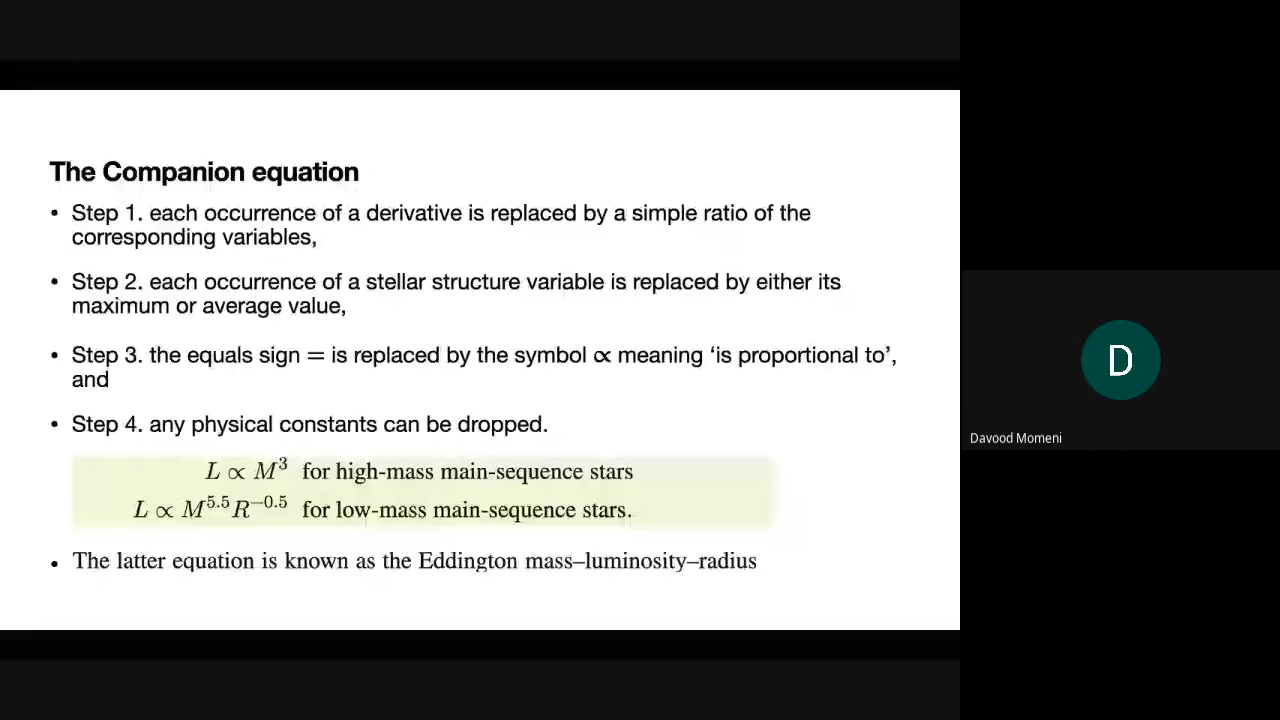 The Companion equation
• Step 1. each occurrence of a derivative is replaced by a simple ratio of the
corresponding variables,
• Step 2. each occurrence of a stellar structure variable is replaced by either its
maximum or average value,
• Step 3. the equals sign = is replaced by the symbol ∝ meaning ‘is proportional to’,
and
• Step 4. any physical constants can be dropped.
L ∝ M³ for high-mass main-sequence stars
L ∝ M⁵·⁵R⁻⁰·⁵ for low-mass main-sequence stars.
• The latter equation is known as the Eddington mass–luminosity–radius
D
Davood Momeni